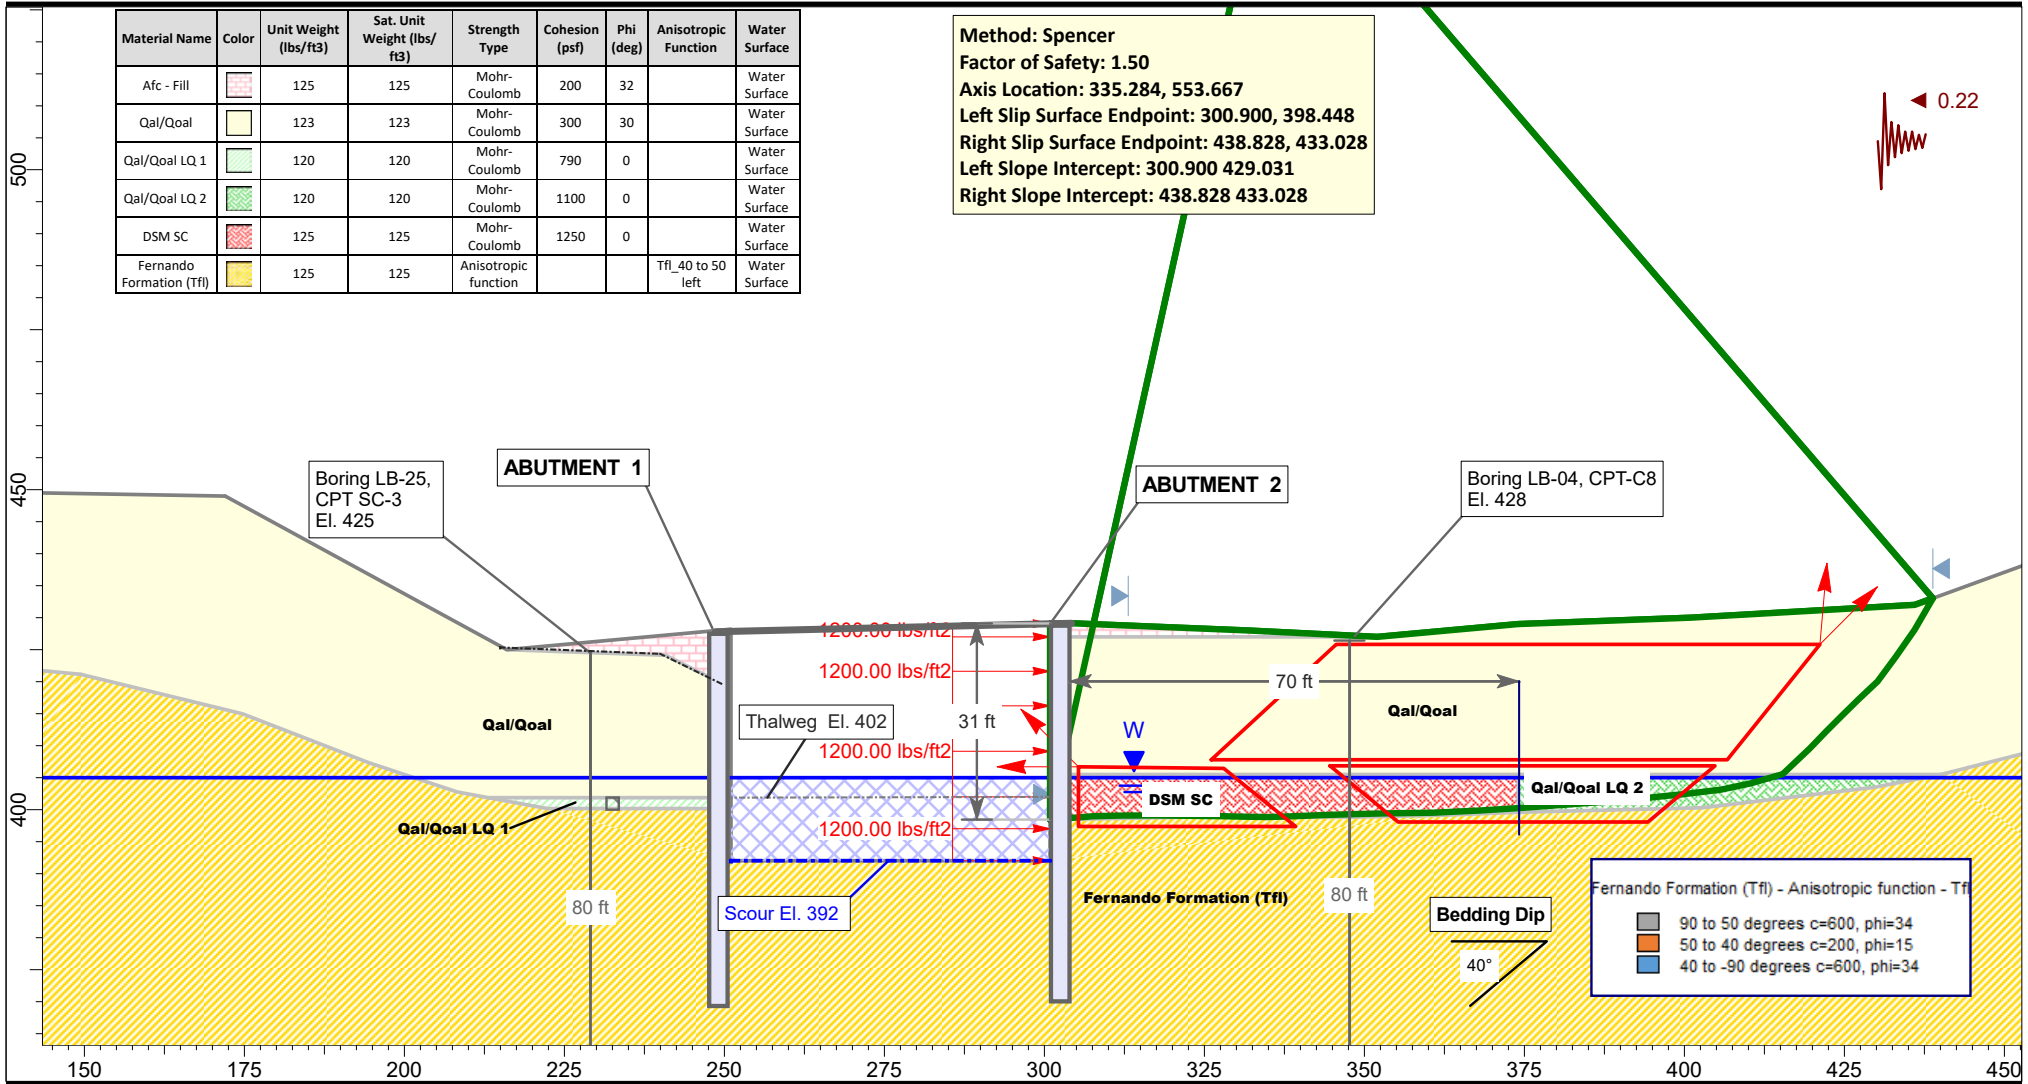 Material Name Color Unit Weight (lbs/ft3) Sat. Unit Weight (lbs/ft3) Strength Type Cohesion (psf) Phi (deg) Anisotropic Function Water Surface
Afc - Fill 125 125 Mohr-Coulomb 200 32 Water Surface
Qal/Qoal 123 123 Mohr-Coulomb 300 30 Water Surface
Qal/Qoal LQ 1 120 120 Mohr-Coulomb 790 0 Water Surface
Qal/Qoal LQ 2 120 120 Mohr-Coulomb 1100 0 Water Surface
DSM SC 125 125 Mohr-Coulomb 1250 0 Water Surface
Fernando Formation (Tfl) 125 125 Anisotropic function Tfl_40 to 50 left Water Surface
Method: Spencer
Factor of Safety: 1.50
Axis Location: 335.284, 553.667
Left Slip Surface Endpoint: 300.900, 398.448
Right Slip Surface Endpoint: 438.828, 433.028
Left Slope Intercept: 300.900 429.031
Right Slope Intercept: 438.828 433.028
0.22
500
450
400
Boring LB-25,
CPT SC-3
El. 425
ABUTMENT 1
ABUTMENT 2
Boring LB-04, CPT-C8
El. 428
1200.00 lbs/ft2
1200.00 lbs/ft2
1200.00 lbs/ft2
1200.00 lbs/ft2
31 ft
70 ft
Qal/Qoal
Qal/Qoal
Thalweg El. 402
W
DSM SC
Qal/Qoal LQ 2
Qal/Qoal LQ 1
80 ft
80 ft
Scour El. 392
Fernando Formation (Tfl)
Bedding Dip
40°
Fernando Formation (Tfl) - Anisotropic function - Tfl
90 to 50 degrees c=600, phi=34
50 to 40 degrees c=200, phi=15
40 to -90 degrees c=600, phi=34
150 175 200 225 250 275 300 325 350 375 400 425 450